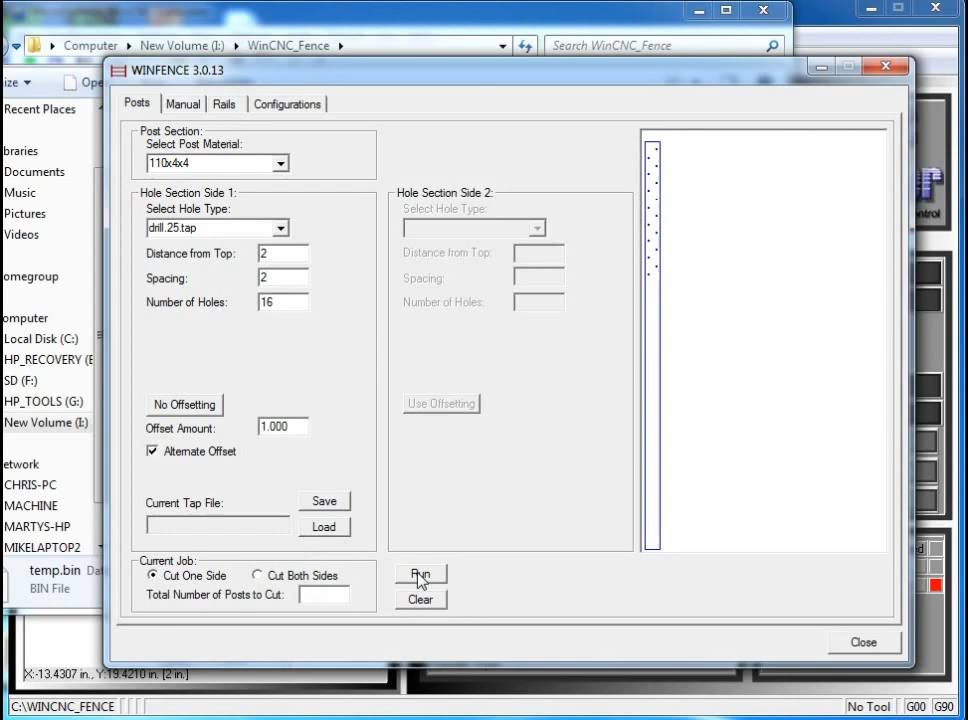 Computer New Volume (I:) WinCNC_Fence
Search WinCNC_Fence
WINFENCE 3.0.13
Posts Manual Rails Configurations
Recent Places
braries
Documents
Music
Pictures
Videos
omegroup
omputer
Local Disk (C:)
HP_RECOVERY (E
SD (F:)
HP_TOOLS (G:)
New Volume (I:)
etwork
CHRIS-PC
MACHINE
MARTYS-HP
MIKELAPTOP2
temp.bin Da
BIN File
Post Section:
Select Post Material:
110x4x4
Hole Section Side 1:
Select Hole Type:
drill.25.tap
Distance from Top: 2
Spacing: 2
Number of Holes: 16
No Offsetting
Offset Amount: 1.000
Alternate Offset
Current Tap File: Save
Load
Hole Section Side 2:
Select Hole Type:
Distance from Top:
Spacing:
Number of Holes:
Use Offsetting
Current Job:
Cut One Side Cut Both Sides
Total Number of Posts to Cut:
Run
Clear
Close
X:-13.4307 in., Y:19.4210 in. [2 in.]
C:\WINCNC_FENCE No Tool G00 G90